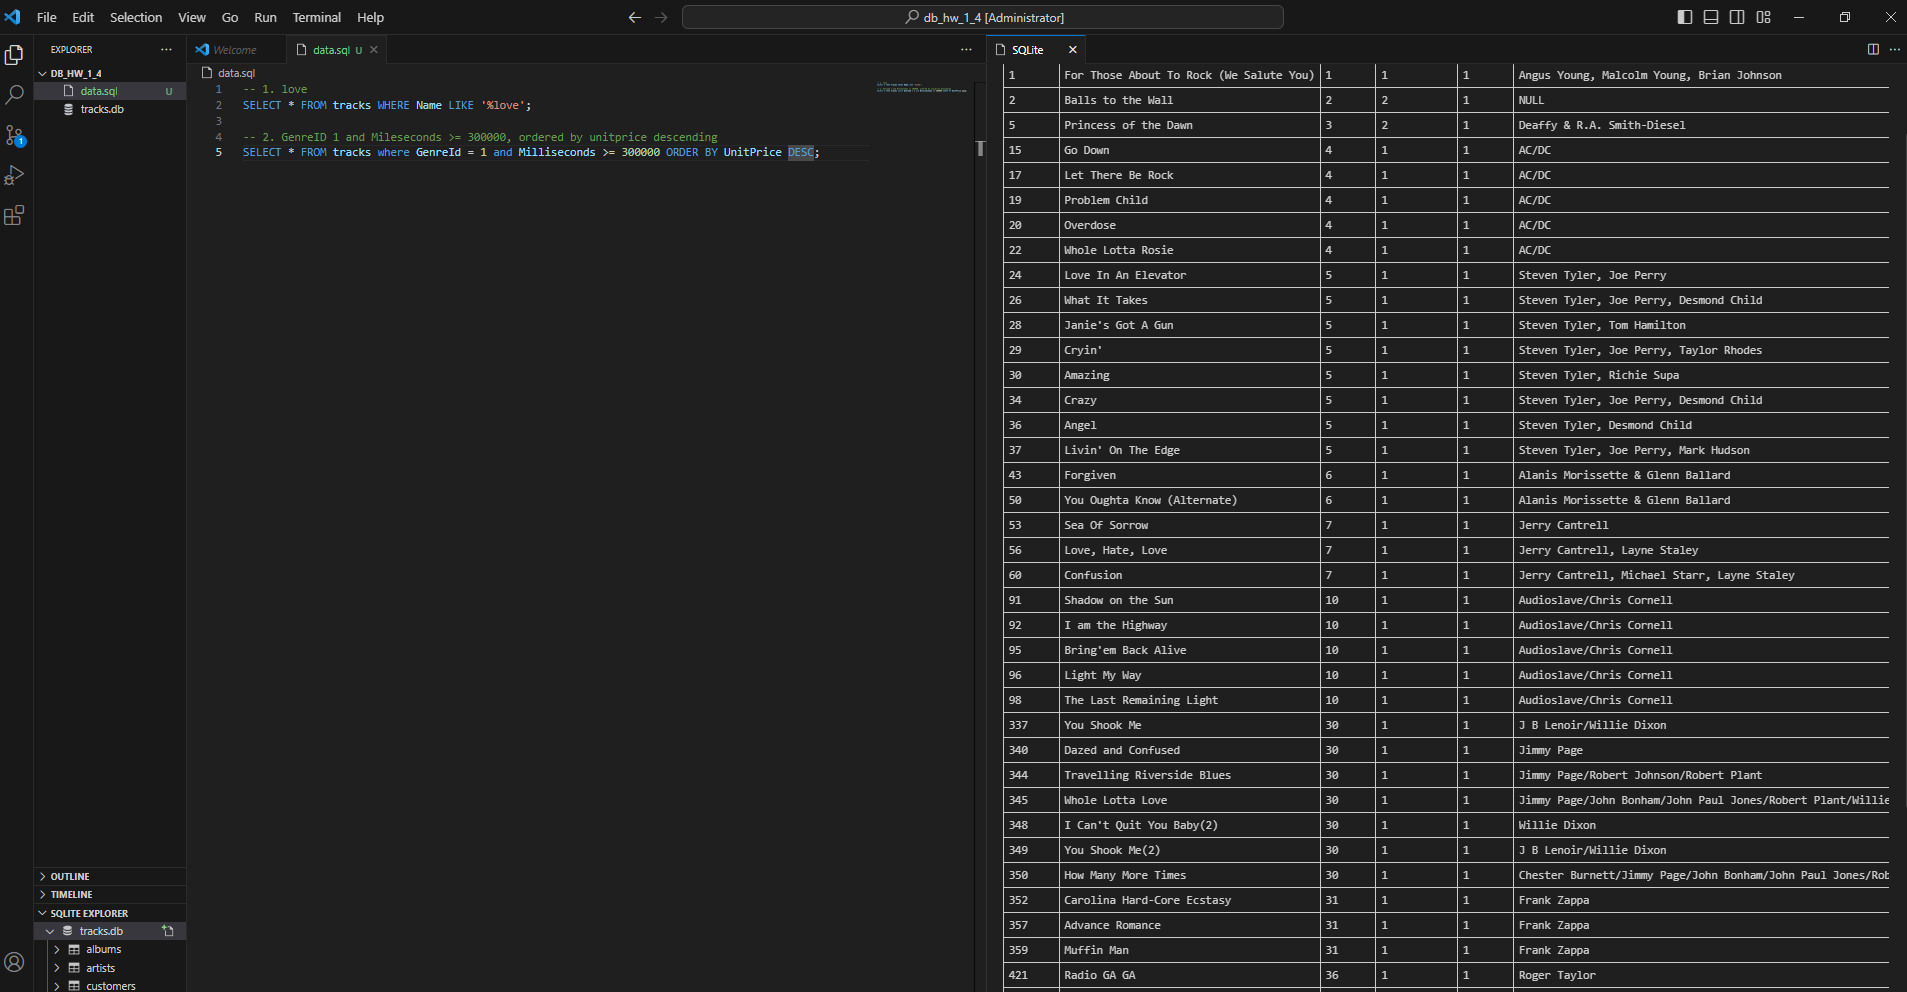 File Edit Selection View Go Run Terminal Help
db_hw_1_4 [Administrator]
EXPLORER
DB_HW_1_4
data.sql U
tracks.db
1
OUTLINE
TIMELINE
SQLITE EXPLORER
tracks.db
albums
artists
customers
Welcome
data.sql U
data.sql
1 -- 1. love
2 SELECT * FROM tracks WHERE Name LIKE '%love';
3
4 -- 2. GenreID 1 and Mileseconds >= 300000, ordered by unitprice descending
5 SELECT * FROM tracks where GenreId = 1 and Milliseconds >= 300000 ORDER BY UnitPrice DESC;
SQLite
1 For Those About To Rock (We Salute You) 1 1 1 Angus Young, Malcolm Young, Brian Johnson
2 Balls to the Wall 2 2 1 NULL
5 Princess of the Dawn 3 2 1 Deaffy & R.A. Smith-Diesel
15 Go Down 4 1 1 AC/DC
17 Let There Be Rock 4 1 1 AC/DC
19 Problem Child 4 1 1 AC/DC
20 Overdose 4 1 1 AC/DC
22 Whole Lotta Rosie 4 1 1 AC/DC
24 Love In An Elevator 5 1 1 Steven Tyler, Joe Perry
26 What It Takes 5 1 1 Steven Tyler, Joe Perry, Desmond Child
28 Janie's Got A Gun 5 1 1 Steven Tyler, Tom Hamilton
29 Cryin' 5 1 1 Steven Tyler, Joe Perry, Taylor Rhodes
30 Amazing 5 1 1 Steven Tyler, Richie Supa
34 Crazy 5 1 1 Steven Tyler, Joe Perry, Desmond Child
36 Angel 5 1 1 Steven Tyler, Desmond Child
37 Livin' On The Edge 5 1 1 Steven Tyler, Joe Perry, Mark Hudson
43 Forgiven 6 1 1 Alanis Morissette & Glenn Ballard
50 You Oughta Know (Alternate) 6 1 1 Alanis Morissette & Glenn Ballard
53 Sea Of Sorrow 7 1 1 Jerry Cantrell
56 Love, Hate, Love 7 1 1 Jerry Cantrell, Layne Staley
60 Confusion 7 1 1 Jerry Cantrell, Michael Starr, Layne Staley
91 Shadow on the Sun 10 1 1 Audioslave/Chris Cornell
92 I am the Highway 10 1 1 Audioslave/Chris Cornell
95 Bring'em Back Alive 10 1 1 Audioslave/Chris Cornell
96 Light My Way 10 1 1 Audioslave/Chris Cornell
98 The Last Remaining Light 10 1 1 Audioslave/Chris Cornell
337 You Shook Me 30 1 1 J B Lenoir/Willie Dixon
340 Dazed and Confused 30 1 1 Jimmy Page
344 Travelling Riverside Blues 30 1 1 Jimmy Page/Robert Johnson/Robert Plant
345 Whole Lotta Love 30 1 1 Jimmy Page/John Bonham/John Paul Jones/Robert Plant/Willie
348 I Can't Quit You Baby(2) 30 1 1 Willie Dixon
349 You Shook Me(2) 30 1 1 J B Lenoir/Willie Dixon
350 How Many More Times 30 1 1 Chester Burnett/Jimmy Page/John Bonham/John Paul Jones/Rob
352 Carolina Hard-Core Ecstasy 31 1 1 Frank Zappa
357 Advance Romance 31 1 1 Frank Zappa
359 Muffin Man 31 1 1 Frank Zappa
421 Radio GA GA 36 1 1 Roger Taylor